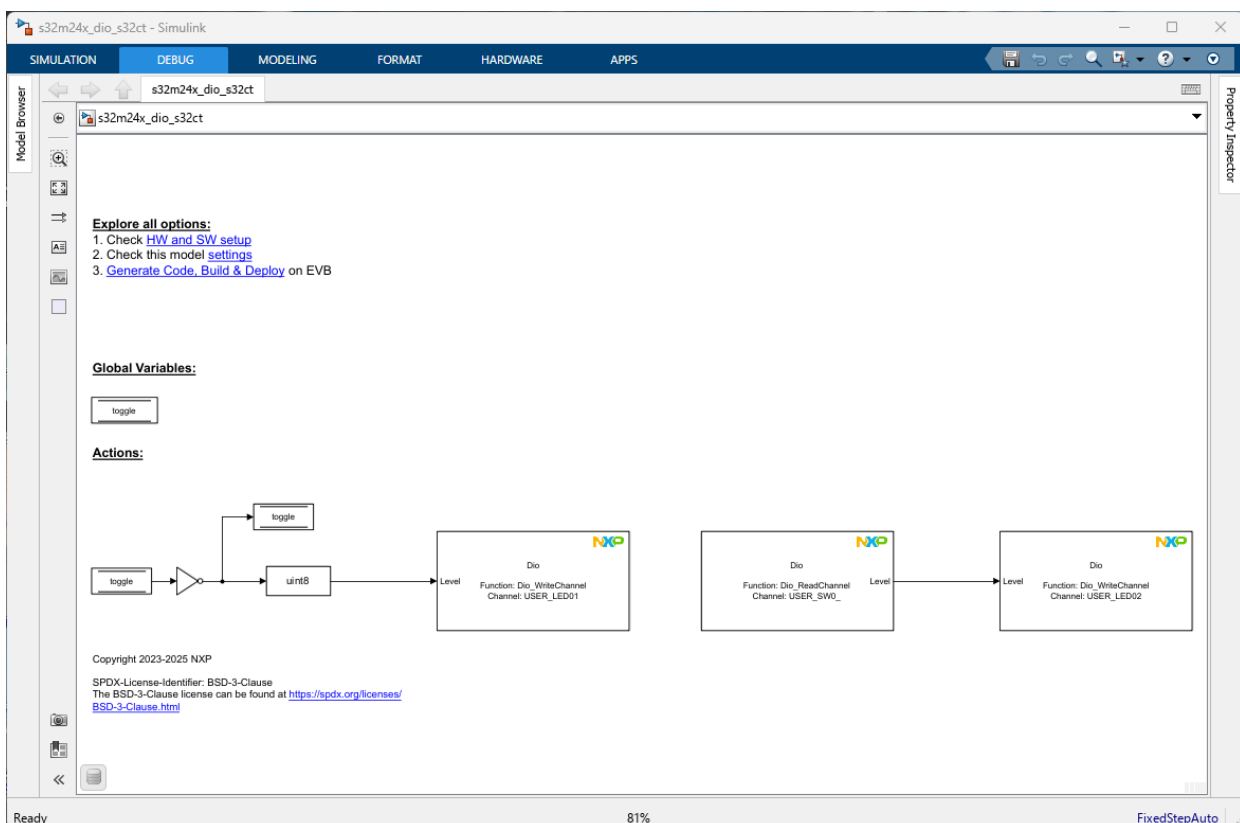 s32m24x_dio_s32ct - Simulink
SIMULATION DEBUG MODELING FORMAT HARDWARE APPS
Model Browser
s32m24x_dio_s32ct
Property Inspector
s32m24x_dio_s32ct
Explore all options:
1. Check HW and SW setup
2. Check this model settings
3. Generate Code, Build & Deploy on EVB
Global Variables:
toggle
Actions:
toggle
toggle
uint8
Level
NXP
Dio
Function: Dio_WriteChannel
Channel: USER_LED01
NXP
Dio
Function: Dio_ReadChannel
Channel: USER_SW0_
Level
NXP
Level
Dio
Function: Dio_WriteChannel
Channel: USER_LED02
Copyright 2023-2025 NXP
SPDX-License-Identifier: BSD-3-Clause
The BSD-3-Clause license can be found at https://spdx.org/licenses/
BSD-3-Clause.html
Ready 81% FixedStepAuto